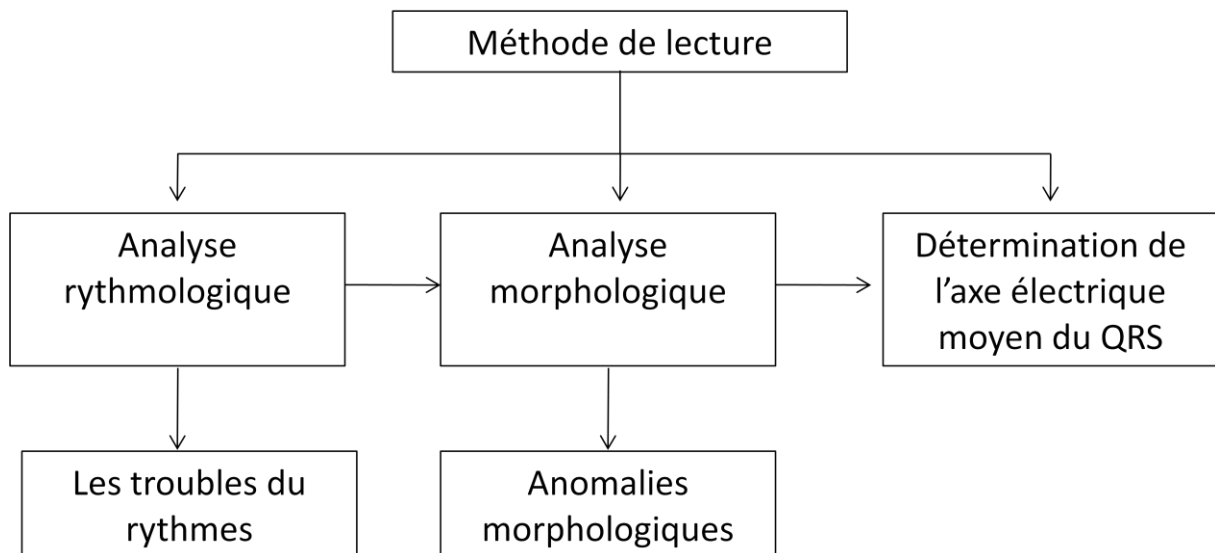 Méthode de lecture
Analyse
rythmologique
Analyse
morphologique
Détermination de
l’axe électrique
moyen du QRS
Les troubles du
rythmes
Anomalies
morphologiques